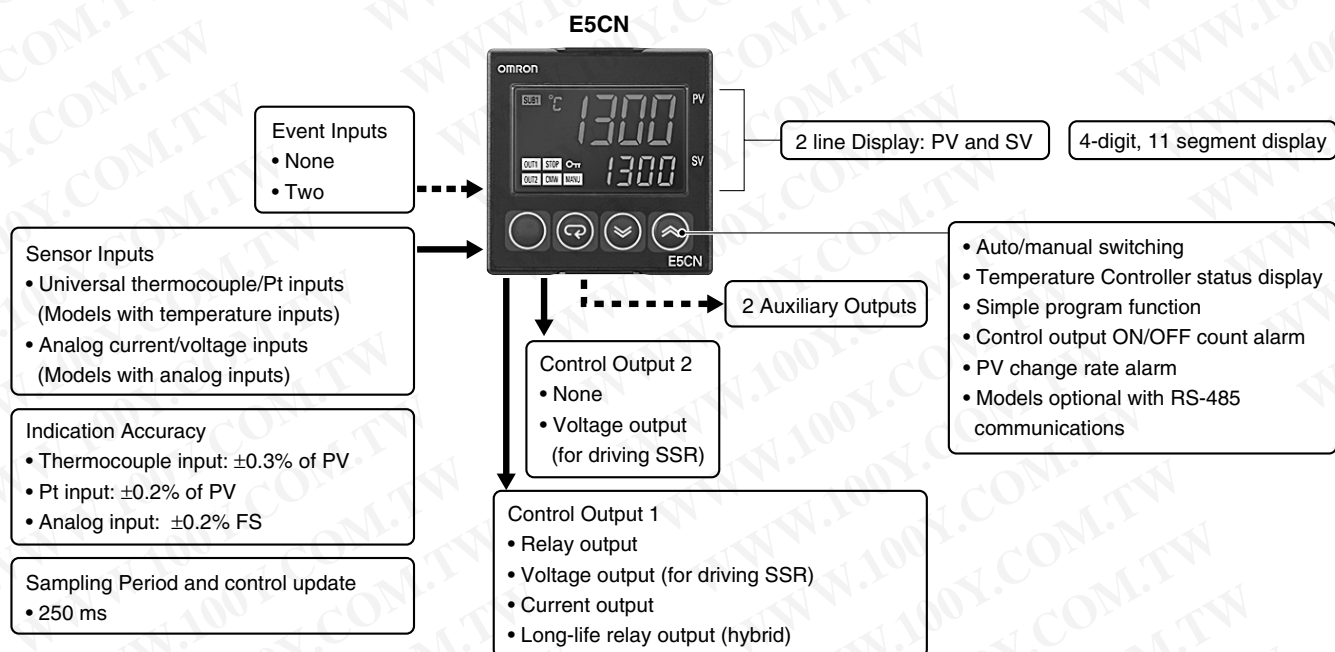 E5CN
OMRON
SUB1 °C 1300 PV
OUT1 STOP
OUT2 CMW MANU
1300 SV
E5CN
Event Inputs
• None
• Two
2 line Display: PV and SV
4-digit, 11 segment display
Sensor Inputs
• Universal thermocouple/Pt inputs
(Models with temperature inputs)
• Analog current/voltage inputs
(Models with analog inputs)
• Auto/manual switching
• Temperature Controller status display
• Simple program function
• Control output ON/OFF count alarm
• PV change rate alarm
• Models optional with RS-485
communications
2 Auxiliary Outputs
Control Output 2
• None
• Voltage output
(for driving SSR)
Indication Accuracy
• Thermocouple input: ±0.3% of PV
• Pt input: ±0.2% of PV
• Analog input: ±0.2% FS
Control Output 1
• Relay output
• Voltage output (for driving SSR)
• Current output
• Long-life relay output (hybrid)
Sampling Period and control update
• 250 ms
WWW.100Y.COM.TW